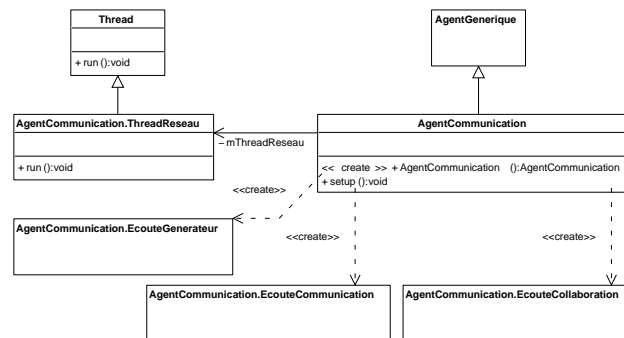 Thread
AgentGenerique
+ run ():void
AgentCommunication.ThreadReseau
AgentCommunication
– mThreadReseau
+ run ():void
<< create >> + AgentCommunication ():AgentCommunication
+ setup ():void
<<create>>
AgentCommunication.EcouteGenerateur
<<create>>
<<create>>
AgentCommunication.EcouteCommunication
AgentCommunication.EcouteCollaboration